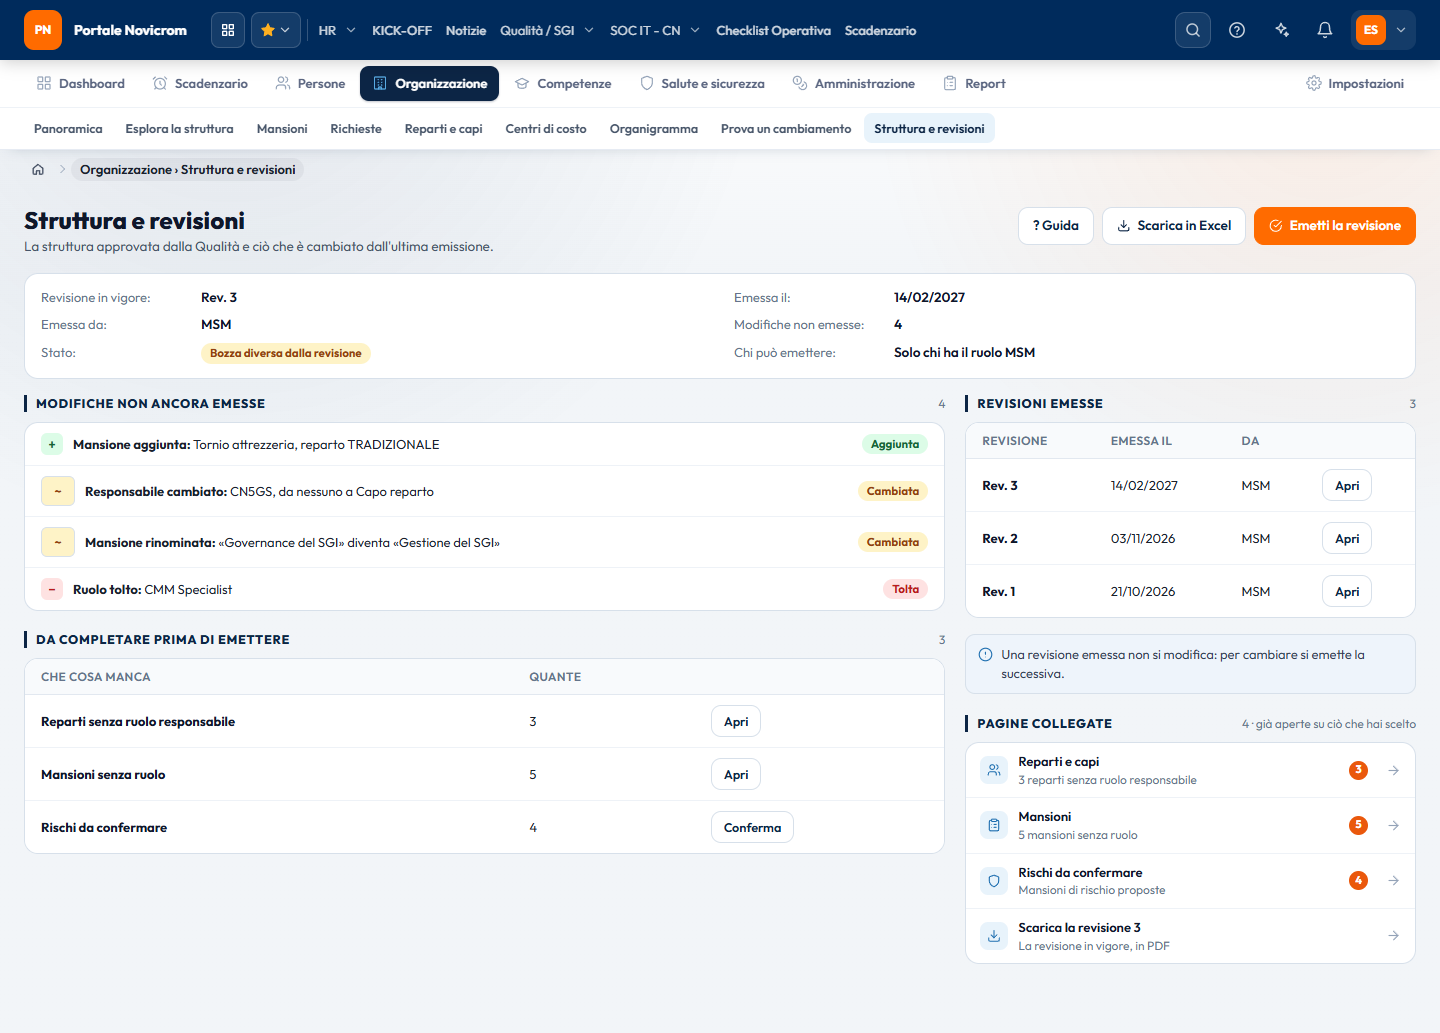 PN Portale Novicrom HR KICK-OFF Notizie Qualità / SGI SOC IT - CN Checklist Operativa Scadenzario ES
Dashboard Scadenzario Persone Organizzazione Competenze Salute e sicurezza Amministrazione Report Impostazioni
Panoramica Esplora la struttura Mansioni Richieste Reparti e capi Centri di costo Organigramma Prova un cambiamento Struttura e revisioni
Organizzazione › Struttura e revisioni
Struttura e revisioni
La struttura approvata dalla Qualità e ciò che è cambiato dall'ultima emissione.
? Guida Scarica in Excel Emetti la revisione
Revisione in vigore: Rev. 3 Emessa il: 14/02/2027
Emessa da: MSM Modifiche non emesse: 4
Stato: Bozza diversa dalla revisione Chi può emettere: Solo chi ha il ruolo MSM
MODIFICHE NON ANCORA EMESSE 4
+ Mansione aggiunta: Tornio attrezzeria, reparto TRADIZIONALE Aggiunta
~ Responsabile cambiato: CN5GS, da nessuno a Capo reparto Cambiata
~ Mansione rinominata: «Governance del SGI» diventa «Gestione del SGI» Cambiata
− Ruolo tolto: CMM Specialist Tolta
DA COMPLETARE PRIMA DI EMETTERE 3
CHE COSA MANCA QUANTE
Reparti senza ruolo responsabile 3 Apri
Mansioni senza ruolo 5 Apri
Rischi da confermare 4 Conferma
REVISIONI EMESSE 3
REVISIONE EMESSA IL DA
Rev. 3 14/02/2027 MSM Apri
Rev. 2 03/11/2026 MSM Apri
Rev. 1 21/10/2026 MSM Apri
Una revisione emessa non si modifica: per cambiare si emette la
successiva.
PAGINE COLLEGATE 4 · già aperte su ciò che hai scelto
Reparti e capi
3 reparti senza ruolo responsabile 3
Mansioni
5 mansioni senza ruolo 5
Rischi da confermare
Mansioni di rischio proposte 4
Scarica la revisione 3
La revisione in vigore, in PDF